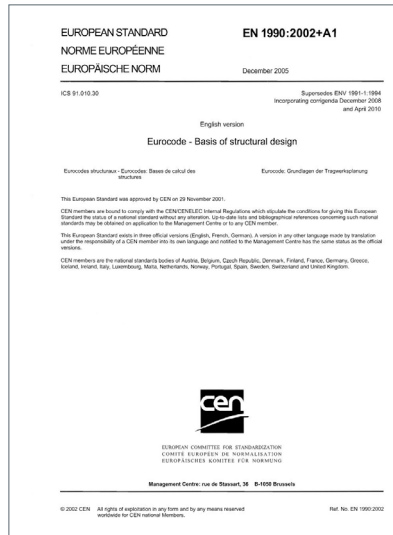 EUROPEAN STANDARD
NORME EUROPÉENNE
EUROPÄISCHE NORM
EN 1990:2002+A1
December 2005
ICS 91.010.30
Supersedes ENV 1991-1:1994
Incorporating corrigenda December 2008
and April 2010
English version
Eurocode - Basis of structural design
Eurocodes structuraux - Eurocodes: Bases de calcul des
structures
Eurocode: Grundlagen der Tragwerksplanung
This European Standard was approved by CEN on 29 November 2001.
CEN members are bound to comply with the CEN/CENELEC Internal Regulations which stipulate the conditions for giving this European
Standard the status of a national standard without any alteration. Up-to-date lists and bibliographical references concerning such national
standards may be obtained on application to the Management Centre or to any CEN member.
This European Standard exists in three official versions (English, French, German). A version in any other language made by translation
under the responsibility of a CEN member into its own language and notified to the Management Centre has the same status as the official
versions.
CEN members are the national standards bodies of Austria, Belgium, Czech Republic, Denmark, Finland, France, Germany, Greece,
Iceland, Ireland, Italy, Luxembourg, Malta, Netherlands, Norway, Portugal, Spain, Sweden, Switzerland and United Kingdom.
cen
EUROPEAN COMMITTEE FOR STANDARDIZATION
COMITÉ EUROPÉEN DE NORMALISATION
EUROPÄISCHES KOMITEE FÜR NORMUNG
Management Centre: rue de Stassart, 36 B-1050 Brussels
© 2002 CEN All rights of exploitation in any form and by any means reserved
worldwide for CEN national Members.
Ref. No. EN 1990:2002